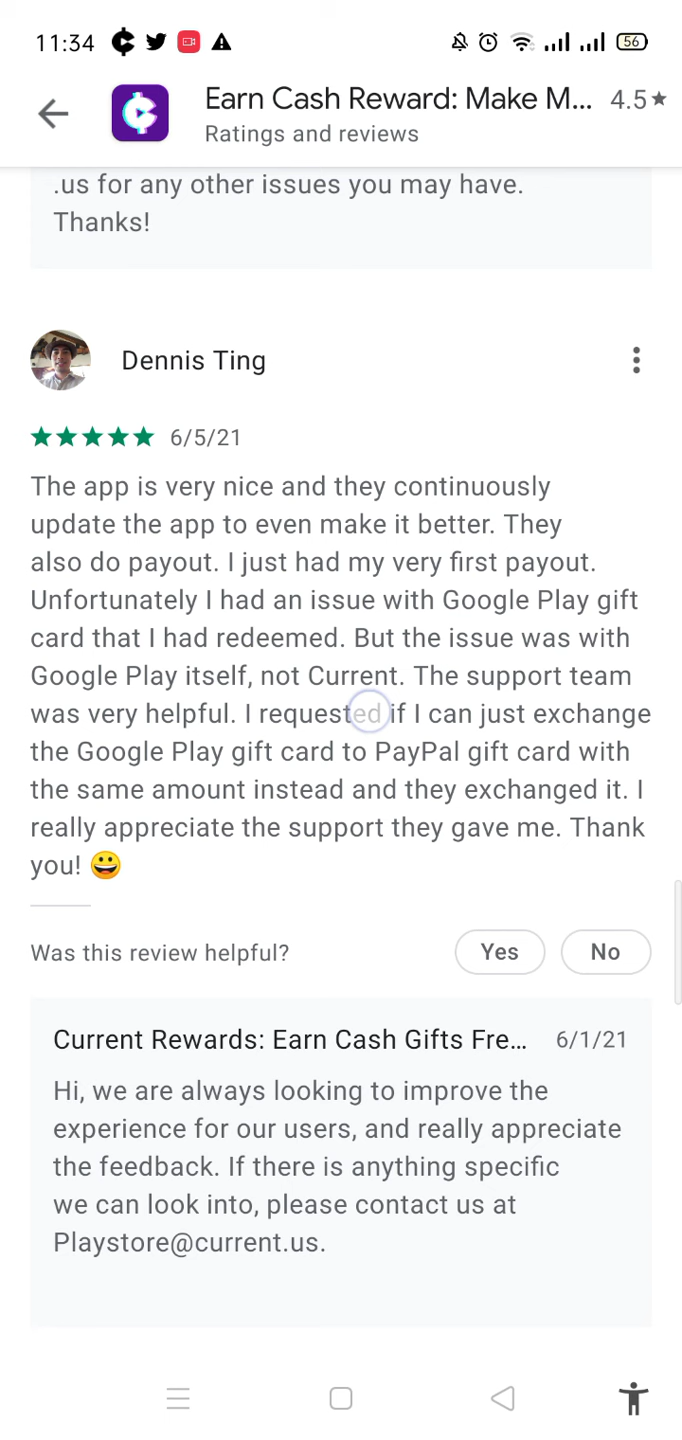 11:34
56
Earn Cash Reward: Make M... 4.5★
Ratings and reviews
.us for any other issues you may have.
Thanks!
Dennis Ting
6/5/21
The app is very nice and they continuously
update the app to even make it better. They
also do payout. I just had my very first payout.
Unfortunately I had an issue with Google Play gift
card that I had redeemed. But the issue was with
Google Play itself, not Current. The support team
was very helpful. I requested if I can just exchange
the Google Play gift card to PayPal gift card with
the same amount instead and they exchanged it. I
really appreciate the support they gave me. Thank
you! 😀
Was this review helpful? Yes No
Current Rewards: Earn Cash Gifts Fre... 6/1/21
Hi, we are always looking to improve the
experience for our users, and really appreciate
the feedback. If there is anything specific
we can look into, please contact us at
Playstore@current.us.